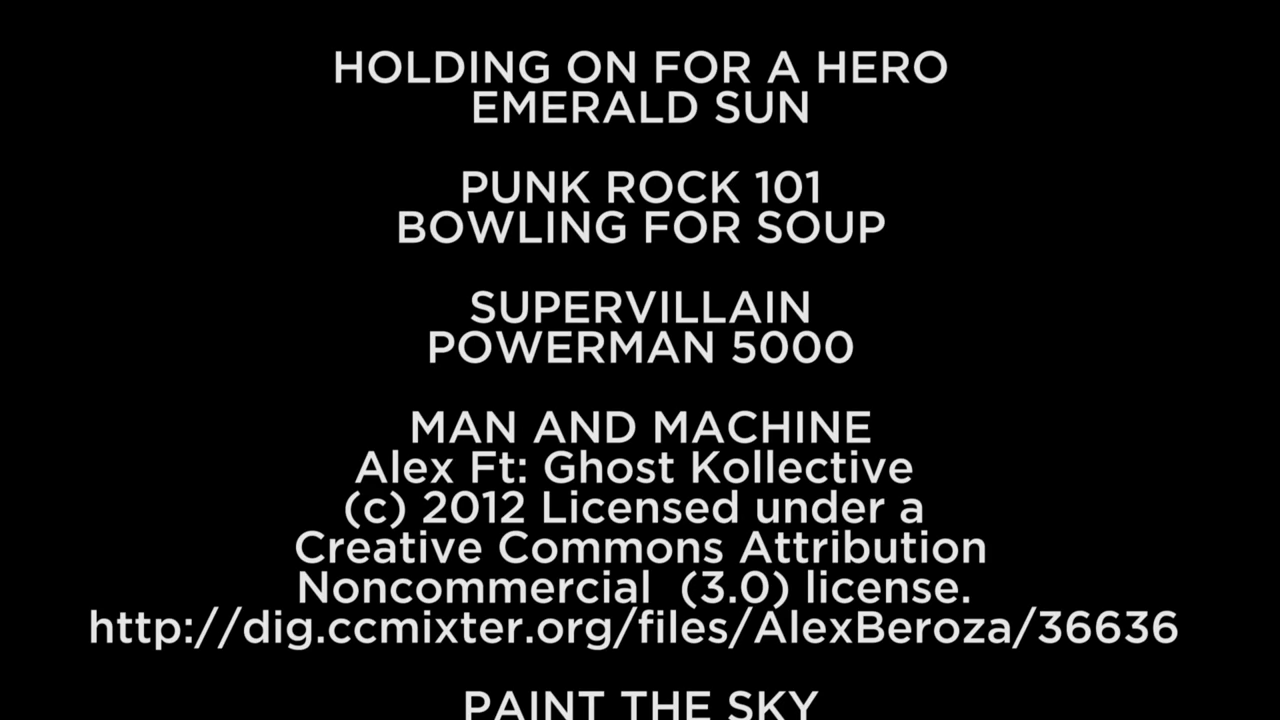 HOLDING ON FOR A HERO
EMERALD SUN
PUNK ROCK 101
BOWLING FOR SOUP
SUPERVILLAIN
POWERMAN 5000
MAN AND MACHINE
Alex Ft: Ghost Kollective
(c) 2012 Licensed under a
Creative Commons Attribution
Noncommercial  (3.0) license.
http://dig.ccmixter.org/files/AlexBeroza/36636
PAINT THE SKY